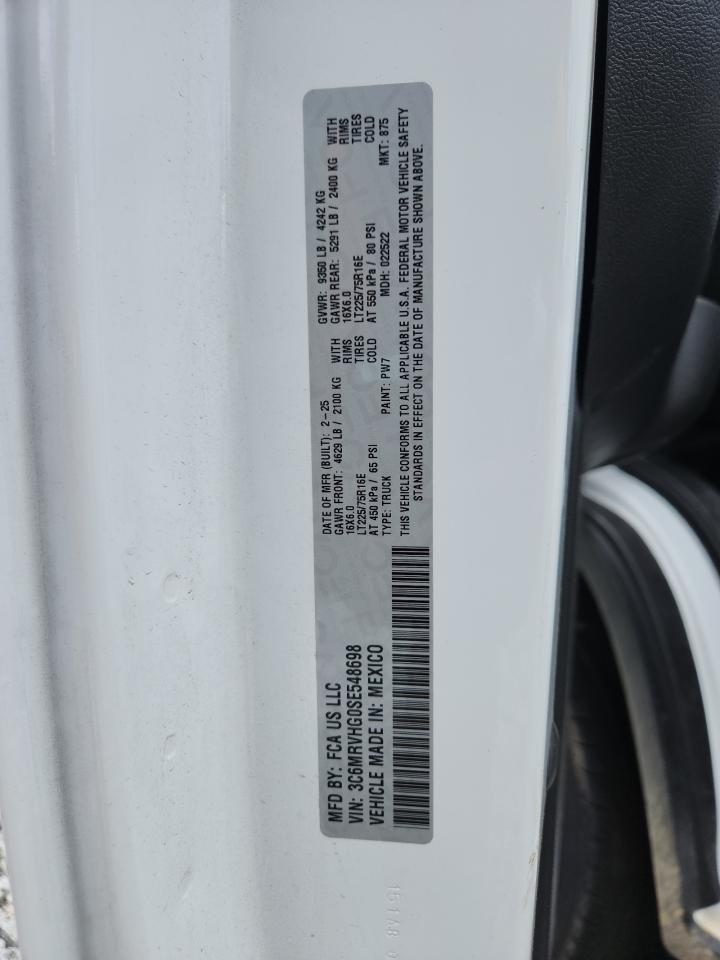 MFD BY: FCA US LLC
VIN: 3C6MRVHG0SE548698
VEHICLE MADE IN: MEXICO
DATE OF MFR (BUILT): 2-25
GAWR FRONT: 4629 LB / 2100 KG WITH
16X6.0 RIMS
LT225/75R16E TIRES
AT 450 kPa / 65 PSI COLD
TYPE: TRUCK PAINT: PW7
GVWR: 9350 LB / 4242 KG
GAWR REAR: 5291 LB / 2400 KG WITH
16X6.0 RIMS
LT225/75R16E TIRES
AT 550 kPa / 80 PSI COLD
MDH: 022522 MKT: 875
THIS VEHICLE CONFORMS TO ALL APPLICABLE U.S.A. FEDERAL MOTOR VEHICLE SAFETY
STANDARDS IN EFFECT ON THE DATE OF MANUFACTURE SHOWN ABOVE.